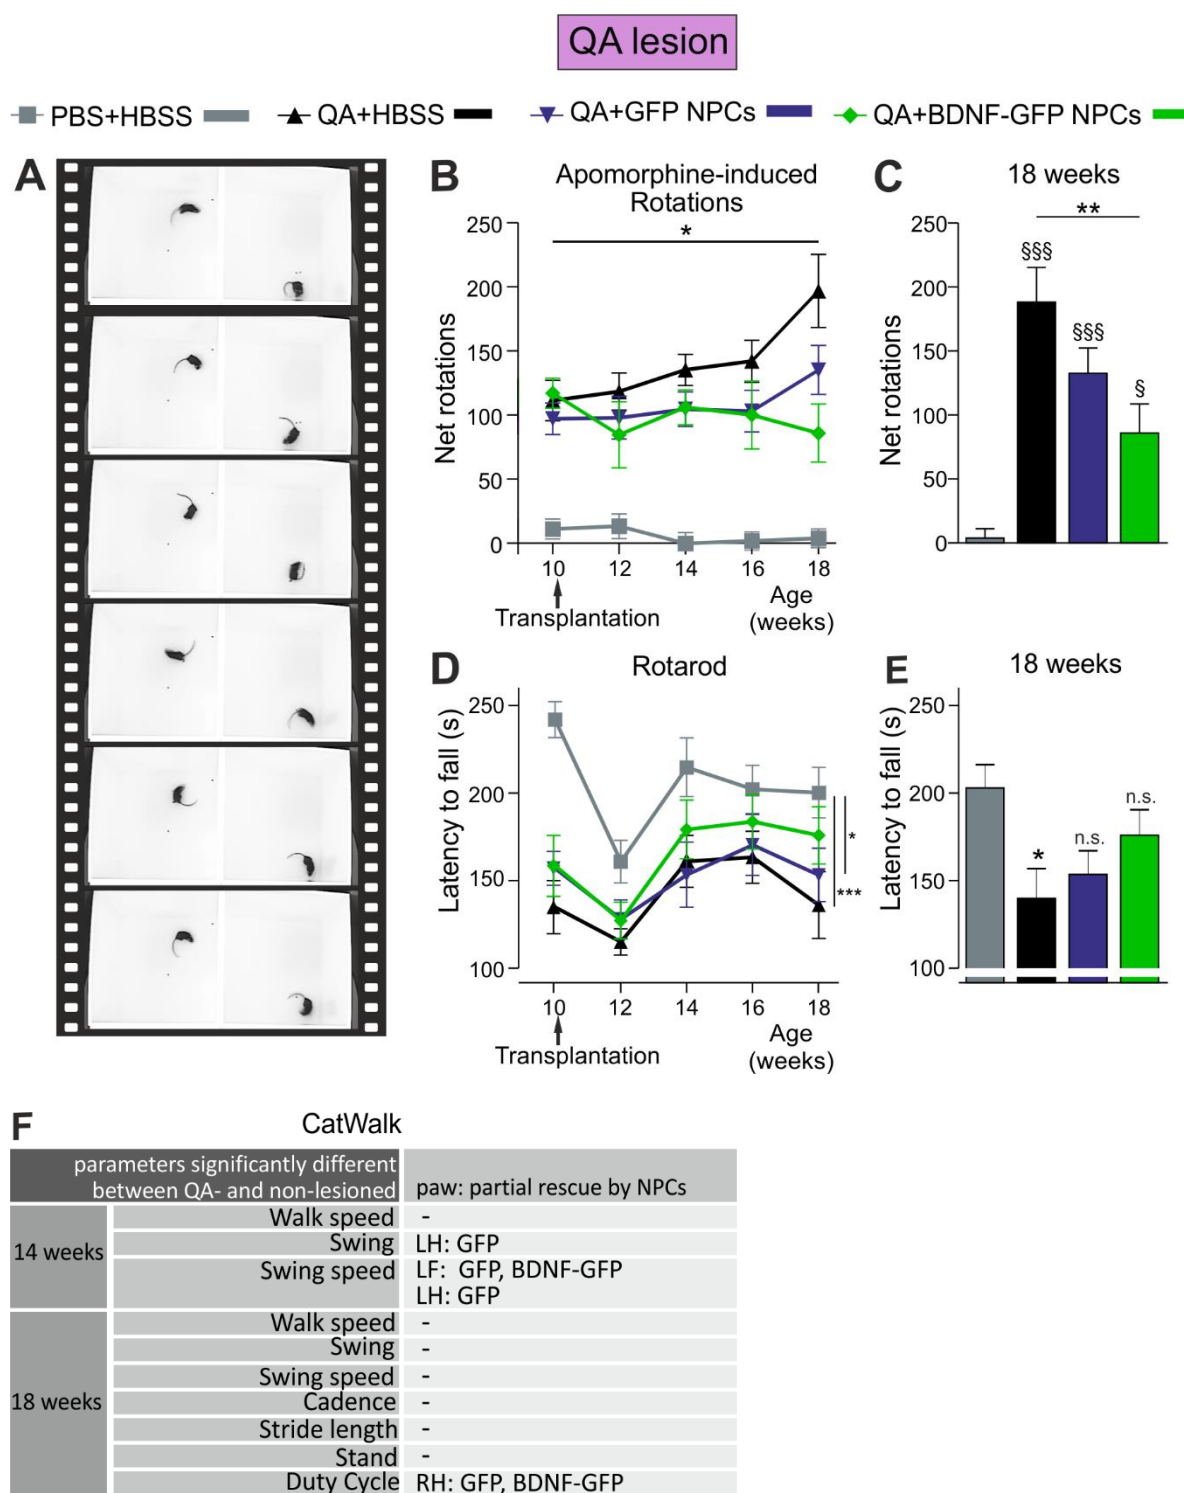 QA lesion
PBS+HBSS QA+HBSS QA+GFP NPCs QA+BDNF-GFP NPCs
A
B
Apomorphine-induced
Rotations
Net rotations
250
200
150
100
50
0
*
10 12 14 16 18
Transplantation
Age
(weeks)
C
18 weeks
Net rotations
250
200
150
100
50
0
**
§§§
§§§
§
D
Rotarod
Latency to fall (s)
250
200
150
100
*
***
10 12 14 16 18
Transplantation
Age
(weeks)
E
18 weeks
Latency to fall (s)
250
200
150
100
*
n.s.
n.s.
F
CatWalk
parameters significantly different
between QA- and non-lesioned
paw: partial rescue by NPCs
14 weeks
Walk speed -
Swing LH: GFP
Swing speed LF: GFP, BDNF-GFP
LH: GFP
18 weeks
Walk speed -
Swing -
Swing speed -
Cadence -
Stride length -
Stand -
Duty Cycle RH: GFP, BDNF-GFP